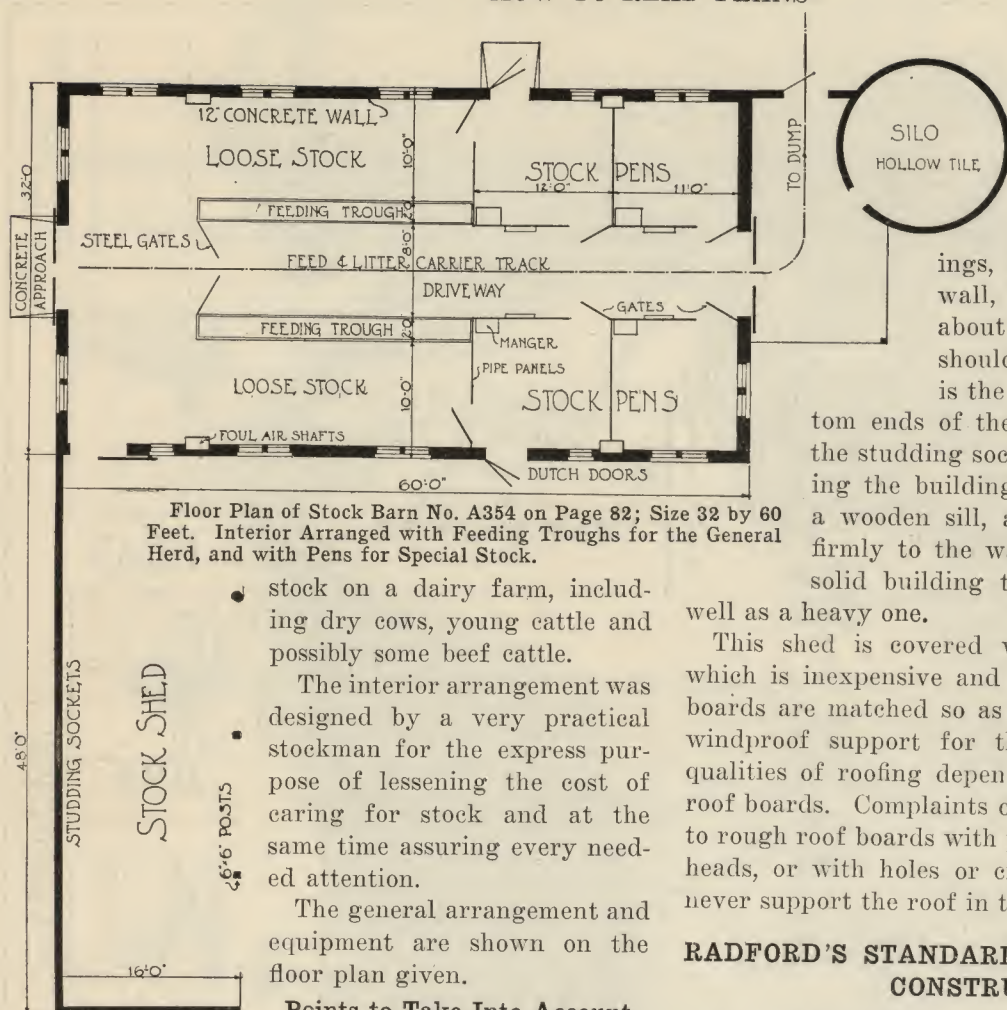 12" CONCRETE WALL
LOOSE STOCK
10'-0"
STOCK PENS
12'-0"
11'-0"
TO DUMP
SILO
HOLLOW TILE
32'-0
FEEDING TROUGH
2'0
STEEL GATES
8'-0"
CONCRETE
APPROACH
FEED & LITTER CARRIER TRACK
DRIVEWAY
GATES
FEEDING TROUGH
2'0"
MANGER
PIPE PANELS
LOOSE STOCK
10'-0"
STOCK PENS
FOUL AIR SHAFTS
DUTCH DOORS
60'-0"
Floor Plan of Stock Barn No. A354 on Page 82; Size 32 by 60
Feet. Interior Arranged with Feeding Troughs for the General
Herd, and with Pens for Special Stock.
48'0"
STUDDING SOCKETS
STOCK SHED
6"x6" POSTS
16'-0"
stock on a dairy farm, includ-
ing dry cows, young cattle and
possibly some beef cattle.
The interior arrangement was
designed by a very practical
stockman for the express pur-
pose of lessening the cost of
caring for stock and at the
same time assuring every need-
ed attention.
The general arrangement and
equipment are shown on the
floor plan given.
Points to Take Into Account
ings,
wall,
about
should
is the
tom ends of the
the studding soc
ing the building
a wooden sill, a
firmly to the w
solid building t
well as a heavy one.
This shed is covered
which is inexpensive and
boards are matched so as
windproof support for t
qualities of roofing depen
roof boards. Complaints
to rough roof boards with
heads, or with holes or c
never support the roof in t
RADFORD'S STANDARD
CONSTRU